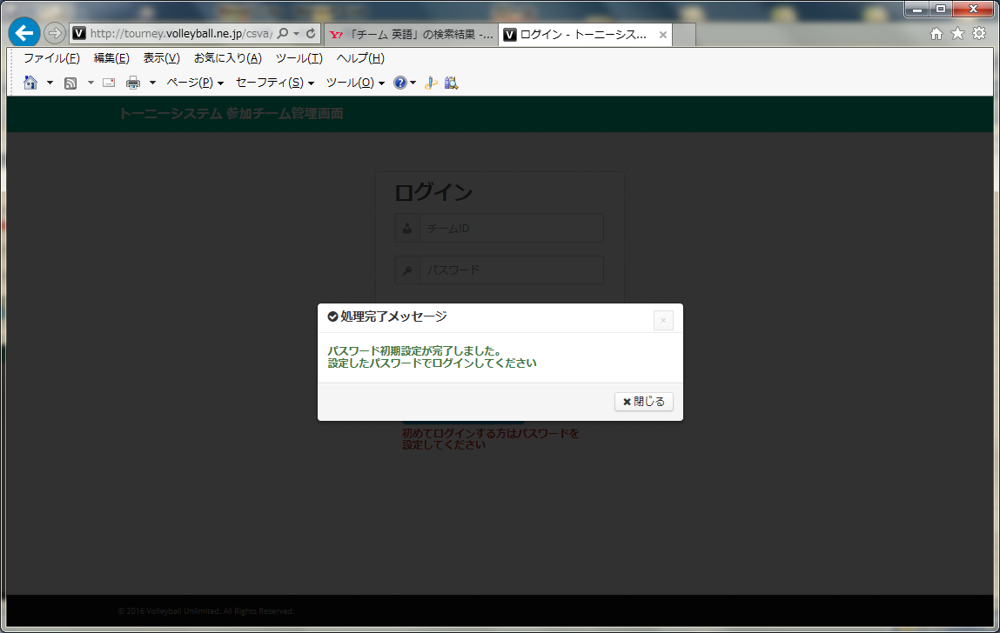 http://tourney.volleyball.ne.jp/csva/
「チーム 英語」の検索結果 -...
ログイン - トーニーシス...
ファイル(F) 編集(E) 表示(V) お気に入り(A) ツール(T) ヘルプ(H)
ページ(P) セーフティ(S) ツール(O)
トーニーシステム 参加チーム管理画面
ログイン
チームID
パスワード
処理完了メッセージ
パスワード初期設定が完了しました。
設定したパスワードでログインしてください
閉じる
初めてログインする方はパスワードを
設定してください
© 2016 Volleyball Unlimited. All Rights Reserved.